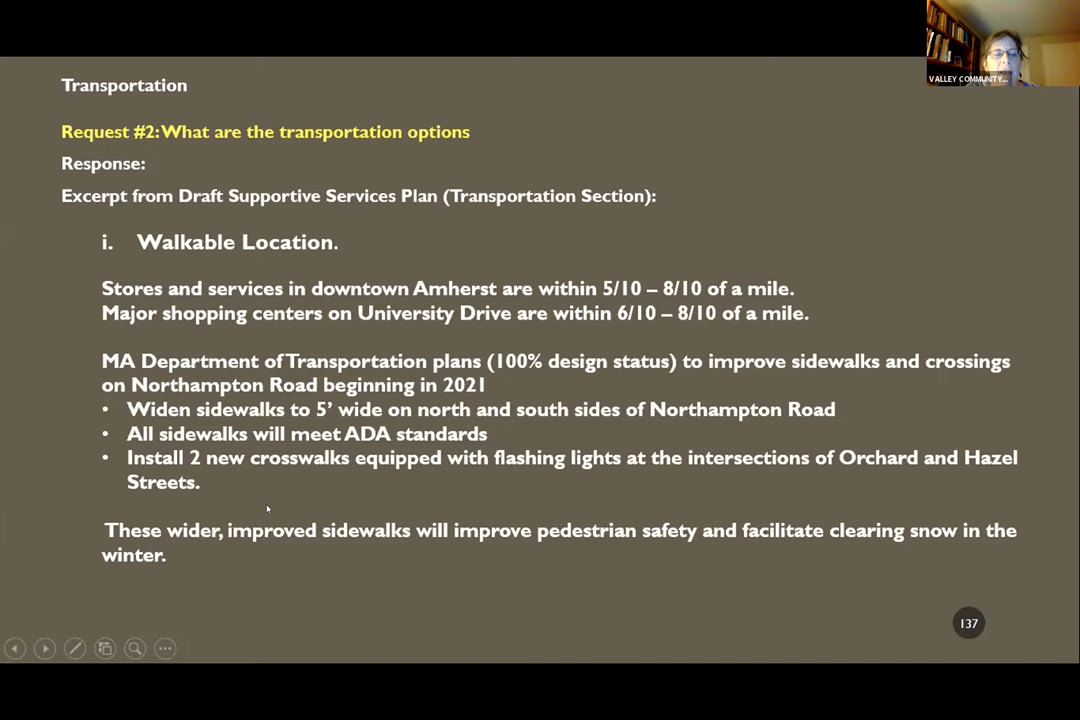 VALLEY COMMUNITY...
Transportation
Request #2: What are the transportation options
Response:
Excerpt from Draft Supportive Services Plan (Transportation Section):
i. Walkable Location.
Stores and services in downtown Amherst are within 5/10 – 8/10 of a mile.
Major shopping centers on University Drive are within 6/10 – 8/10 of a mile.
MA Department of Transportation plans (100% design status) to improve sidewalks and crossings
on Northampton Road beginning in 2021
• Widen sidewalks to 5’ wide on north and south sides of Northampton Road
• All sidewalks will meet ADA standards
• Install 2 new crosswalks equipped with flashing lights at the intersections of Orchard and Hazel
Streets.
These wider, improved sidewalks will improve pedestrian safety and facilitate clearing snow in the
winter.
137